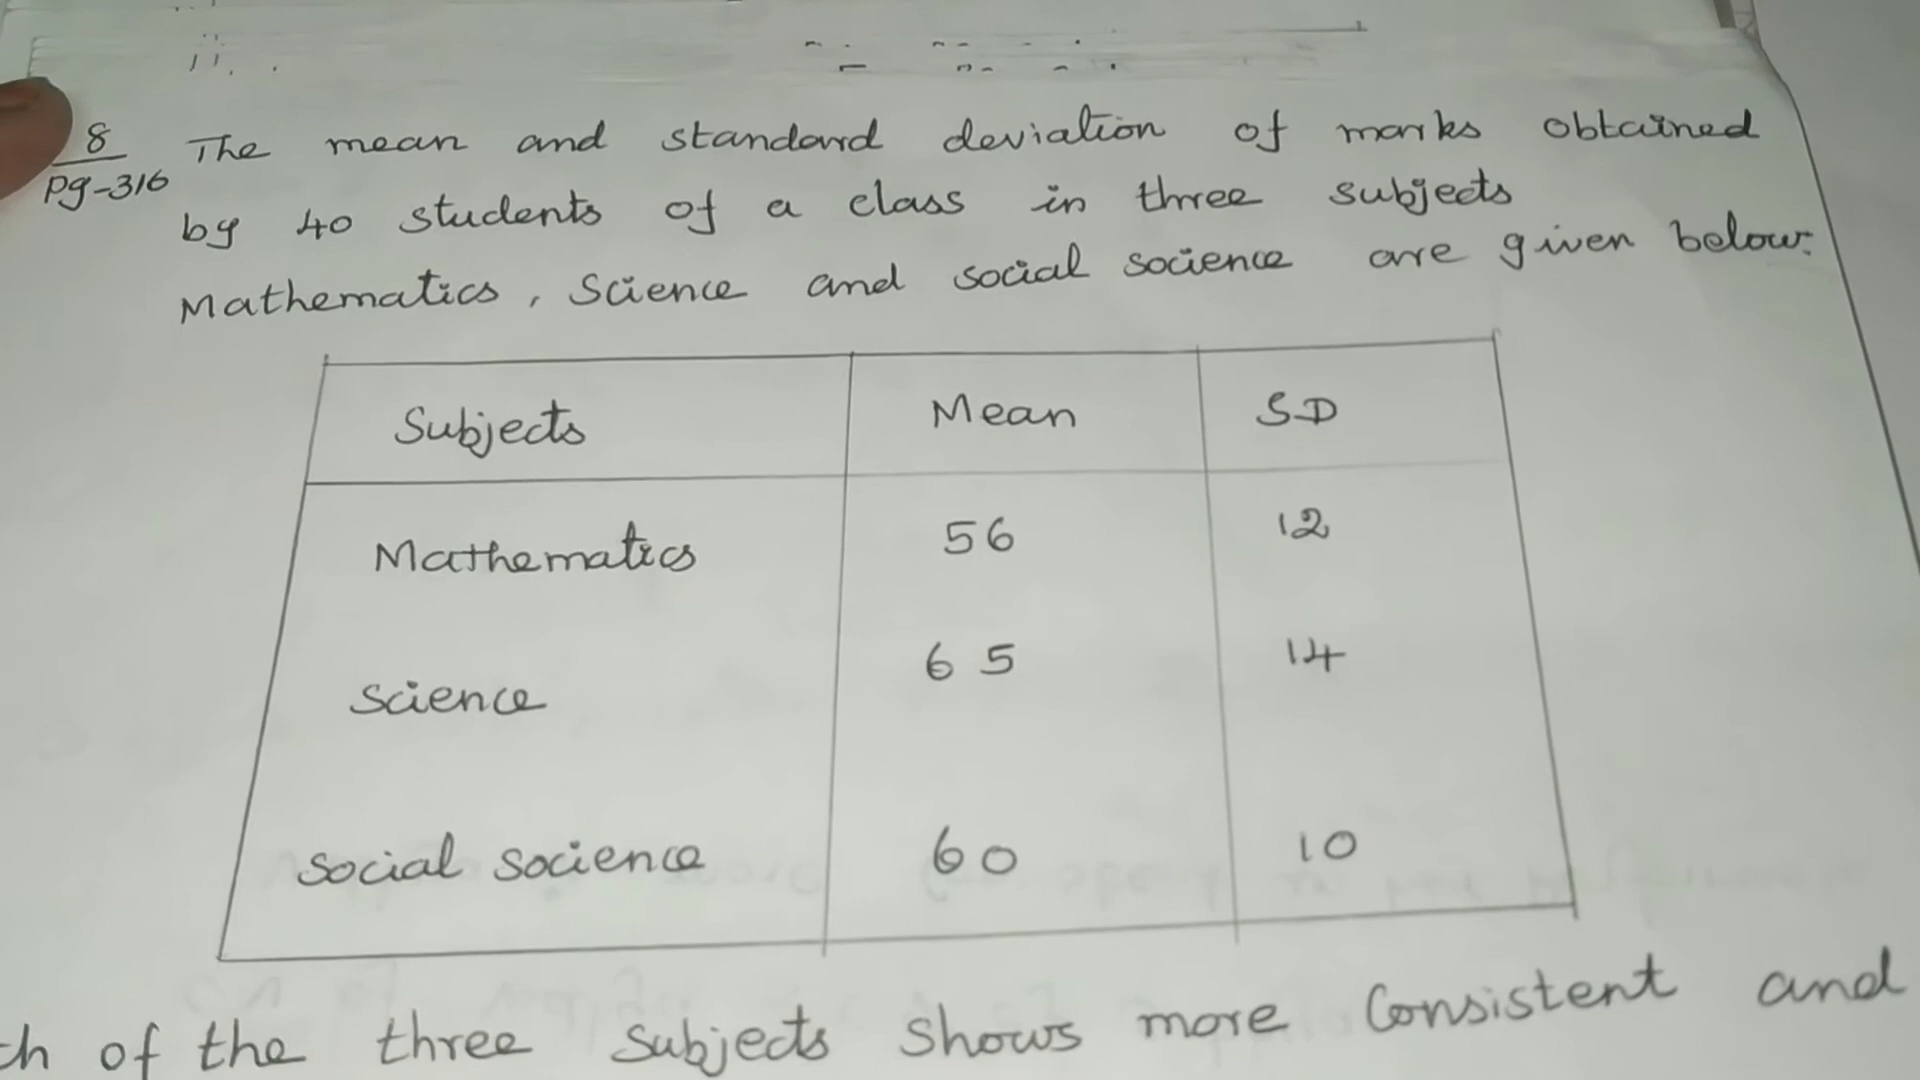 8 The mean and standard deviation of marks obtained
Pg-316 by 40 students of a class in three subjects
Mathematics, Science and social socience are given below:
Subjects Mean S.D
Mathematics 56 12
Science 65 14
social socience 60 10
of the three subjects shows more Consistent and